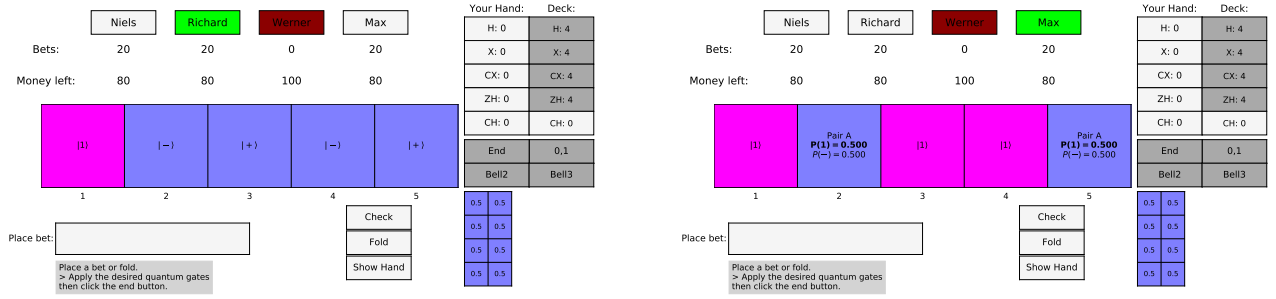 Your Hand: Deck:
Niels Richard Werner Max
H: 0 H: 4
Bets: 20 20 0 20
X: 0 X: 4
CX: 0 CX: 4
Money left: 80 80 100 80
ZH: 0 ZH: 4
CH: 0 CH: 0
|1⟩ |−⟩ |+⟩ |−⟩ |+⟩
End 0,1
Bell2 Bell3
1 2 3 4 5
0.5 0.5
0.5 0.5
0.5 0.5
0.5 0.5
Check
Place bet:
Fold
Show Hand
Place a bet or fold.
> Apply the desired quantum gates
then click the end button.
Your Hand: Deck:
Niels Richard Werner Max
H: 0 H: 4
Bets: 20 20 0 20
X: 0 X: 4
CX: 0 CX: 4
Money left: 80 80 100 80
ZH: 0 ZH: 4
CH: 0 CH: 0
|1⟩ Pair A |1⟩ |1⟩ Pair A
P(1) = 0.500 P(1) = 0.500
P(−) = 0.500 P(−) = 0.500
End 0,1
Bell2 Bell3
1 2 3 4 5
0.5 0.5
0.5 0.5
0.5 0.5
0.5 0.5
Check
Place bet:
Fold
Show Hand
Place a bet or fold.
> Apply the desired quantum gates
then click the end button.